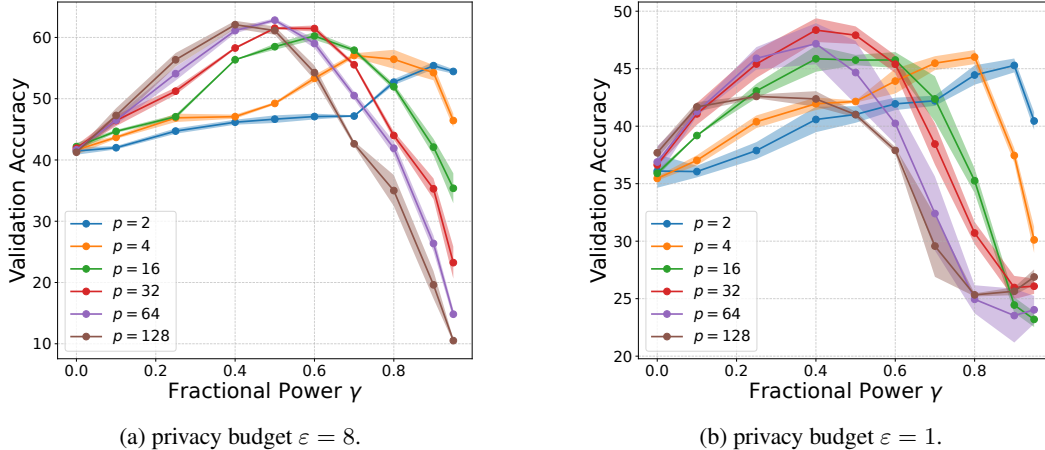 60
50
40
30
20
10
Validation Accuracy
p = 2
p = 4
p = 16
p = 32
p = 64
p = 128
0.0 0.2 0.4 0.6 0.8
Fractional Power γ
(a) privacy budget ε = 8.
50
45
40
35
30
25
20
Validation Accuracy
p = 2
p = 4
p = 16
p = 32
p = 64
p = 128
0.0 0.2 0.4 0.6 0.8
Fractional Power γ
(b) privacy budget ε = 1.